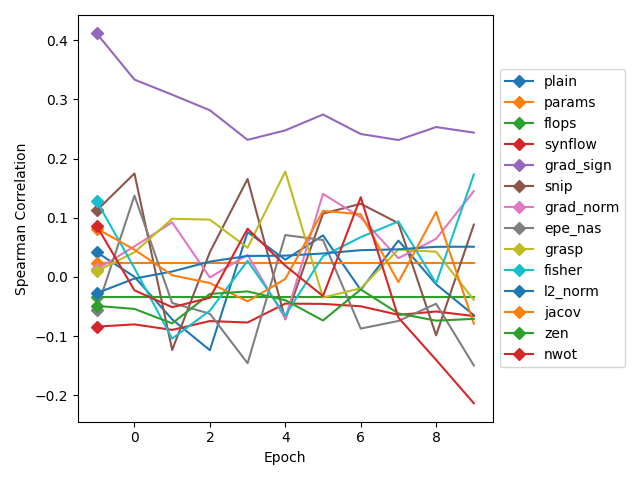 0.4
0.3
0.2
0.1
0.0
−0.1
−0.2
Spearman Correlation
0
2
4
6
8
Epoch
plain
params
flops
synflow
grad_sign
snip
grad_norm
epe_nas
grasp
fisher
l2_norm
jacov
zen
nwot